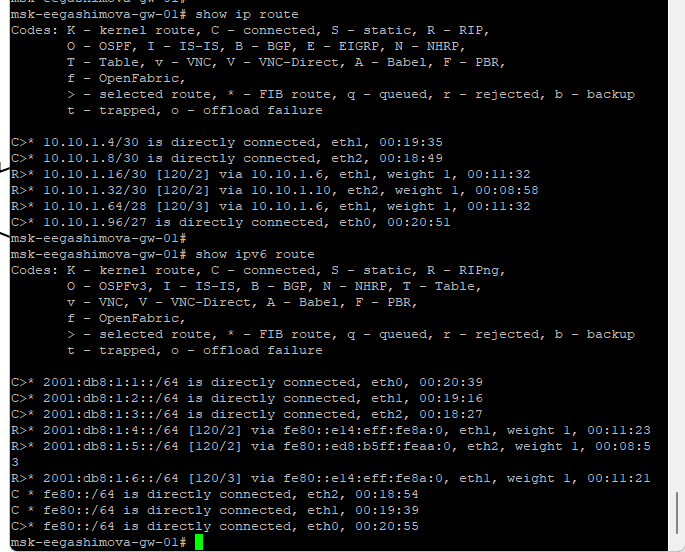 msk-eegashimova-gw-01#
msk-eegashimova-gw-01# show ip route
Codes: K - kernel route, C - connected, S - static, R - RIP,
       O - OSPF, I - IS-IS, B - BGP, E - EIGRP, N - NHRP,
       T - Table, v - VNC, V - VNC-Direct, A - Babel, F - PBR,
       f - OpenFabric,
       > - selected route, * - FIB route, q - queued, r - rejected, b - backup
       t - trapped, o - offload failure

C>* 10.10.1.4/30 is directly connected, eth1, 00:19:35
C>* 10.10.1.8/30 is directly connected, eth2, 00:18:49
R>* 10.10.1.16/30 [120/2] via 10.10.1.6, eth1, weight 1, 00:11:32
R>* 10.10.1.32/30 [120/2] via 10.10.1.10, eth2, weight 1, 00:08:58
R>* 10.10.1.64/28 [120/3] via 10.10.1.6, eth1, weight 1, 00:11:32
C>* 10.10.1.96/27 is directly connected, eth0, 00:20:51
msk-eegashimova-gw-01#
msk-eegashimova-gw-01# show ipv6 route
Codes: K - kernel route, C - connected, S - static, R - RIPng,
       O - OSPFv3, I - IS-IS, B - BGP, N - NHRP, T - Table,
       v - VNC, V - VNC-Direct, A - Babel, F - PBR,
       f - OpenFabric,
       > - selected route, * - FIB route, q - queued, r - rejected, b - backup
       t - trapped, o - offload failure

C>* 2001:db8:1:1::/64 is directly connected, eth0, 00:20:39
C>* 2001:db8:1:2::/64 is directly connected, eth1, 00:19:16
C>* 2001:db8:1:3::/64 is directly connected, eth2, 00:18:27
R>* 2001:db8:1:4::/64 [120/2] via fe80::e14:eff:fe8a:0, eth1, weight 1, 00:11:23
R>* 2001:db8:1:5::/64 [120/2] via fe80::ed8:b5ff:feaa:0, eth2, weight 1, 00:08:5
3
R>* 2001:db8:1:6::/64 [120/3] via fe80::e14:eff:fe8a:0, eth1, weight 1, 00:11:21
C * fe80::/64 is directly connected, eth2, 00:18:54
C * fe80::/64 is directly connected, eth1, 00:19:39
C>* fe80::/64 is directly connected, eth0, 00:20:55
msk-eegashimova-gw-01#